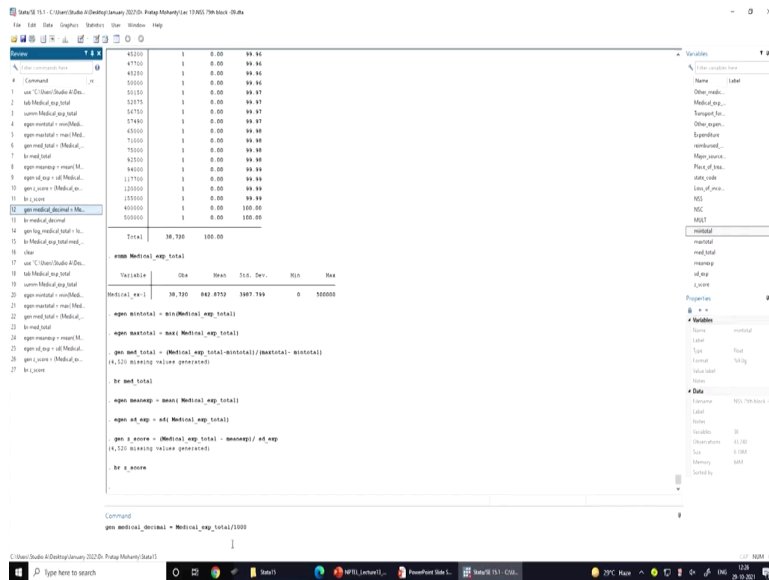 Stata/SE 15.1 - C:\Users\Studio A\Desktop\January 2022\Dr. Pratap Mohanty\Lec 13\NSS 75th block -09.dta
File Edit Data Graphics Statistics User Window Help
Review
Filter commands here
# Command _rc
1 use "C:\Users\Studio A\Des...
2 tab Medical_exp_total
3 summ Medical_exp_total
4 egen mintotal = min(Medi...
5 egen maxtotal = max( Med...
6 gen med_total = (Medical_...
7 br med_total
8 egen meanexp = mean( M...
9 egen sd_exp = sd( Medical...
10 gen z_score = (Medical_ex...
11 br z_score
12 gen medical_decimal = Me...
13 br medical_decimal
14 gen log_medical_total = lo...
15 br Medical_exp_total med_...
16 clear
17 use "C:\Users\Studio A\Des...
18 tab Medical_exp_total
19 summ Medical_exp_total
20 egen mintotal = min(Medi...
21 egen maxtotal = max( Med...
22 gen med_total = (Medical_...
23 br med_total
24 egen meanexp = mean( M...
25 egen sd_exp = sd( Medical...
26 gen z_score = (Medical_ex...
27 br z_score
45200 1 0.00 99.96
47700 1 0.00 99.96
48280 1 0.00 99.96
50000 1 0.00 99.96
50150 1 0.00 99.97
52875 1 0.00 99.97
56750 1 0.00 99.97
57490 1 0.00 99.97
65000 1 0.00 99.98
71000 1 0.00 99.98
75000 1 0.00 99.98
92500 1 0.00 99.98
94000 1 0.00 99.99
117700 1 0.00 99.99
120000 1 0.00 99.99
155000 1 0.00 99.99
400000 1 0.00 100.00
500000 1 0.00 100.00
Total 38,720 100.00
. summ Medical_exp_total
Variable Obs Mean Std. Dev. Min Max
Medical_ex~l 38,720 842.8752 3987.799 0 500000
. egen mintotal = min(Medical_exp_total)
. egen maxtotal = max( Medical_exp_total)
. gen med_total = (Medical_exp_total-mintotal)/(maxtotal- mintotal)
(4,520 missing values generated)
. br med_total
. egen meanexp = mean( Medical_exp_total)
. egen sd_exp = sd( Medical_exp_total)
. gen z_score = (Medical_exp_total - meanexp)/ sd_exp
(4,520 missing values generated)
. br z_score
Command
gen medical_decimal = Medical_exp_total/1000
Variables
Filter variables here
Name Label
Other_medic...
Medical_exp_...
Transport_for...
Other_expen...
Expenditure
reimbursed_...
Major_source...
Place_of_trea...
state_code
Loss_of_inco...
NSS
NSC
MULT
mintotal
maxtotal
med_total
meanexp
sd_exp
z_score
Properties
Variables
Name mintotal
Label
Type float
Format %9.0g
Value label
Notes
Data
Filename NSS 75th block -
Label
Notes
Variables
Observations 43,240
Size
Memory 64M
Sorted by
C:\Users\Studio A\Desktop\January 2022\Dr. Pratap Mohanty\Stata15
CAP NUM
Type here to search
Stata15
NPTEL_Lecture13_...
PowerPoint Slide S...
Stata/SE 15.1 - C:\U...
29°C Haze
ENG
12:26
29-10-2021